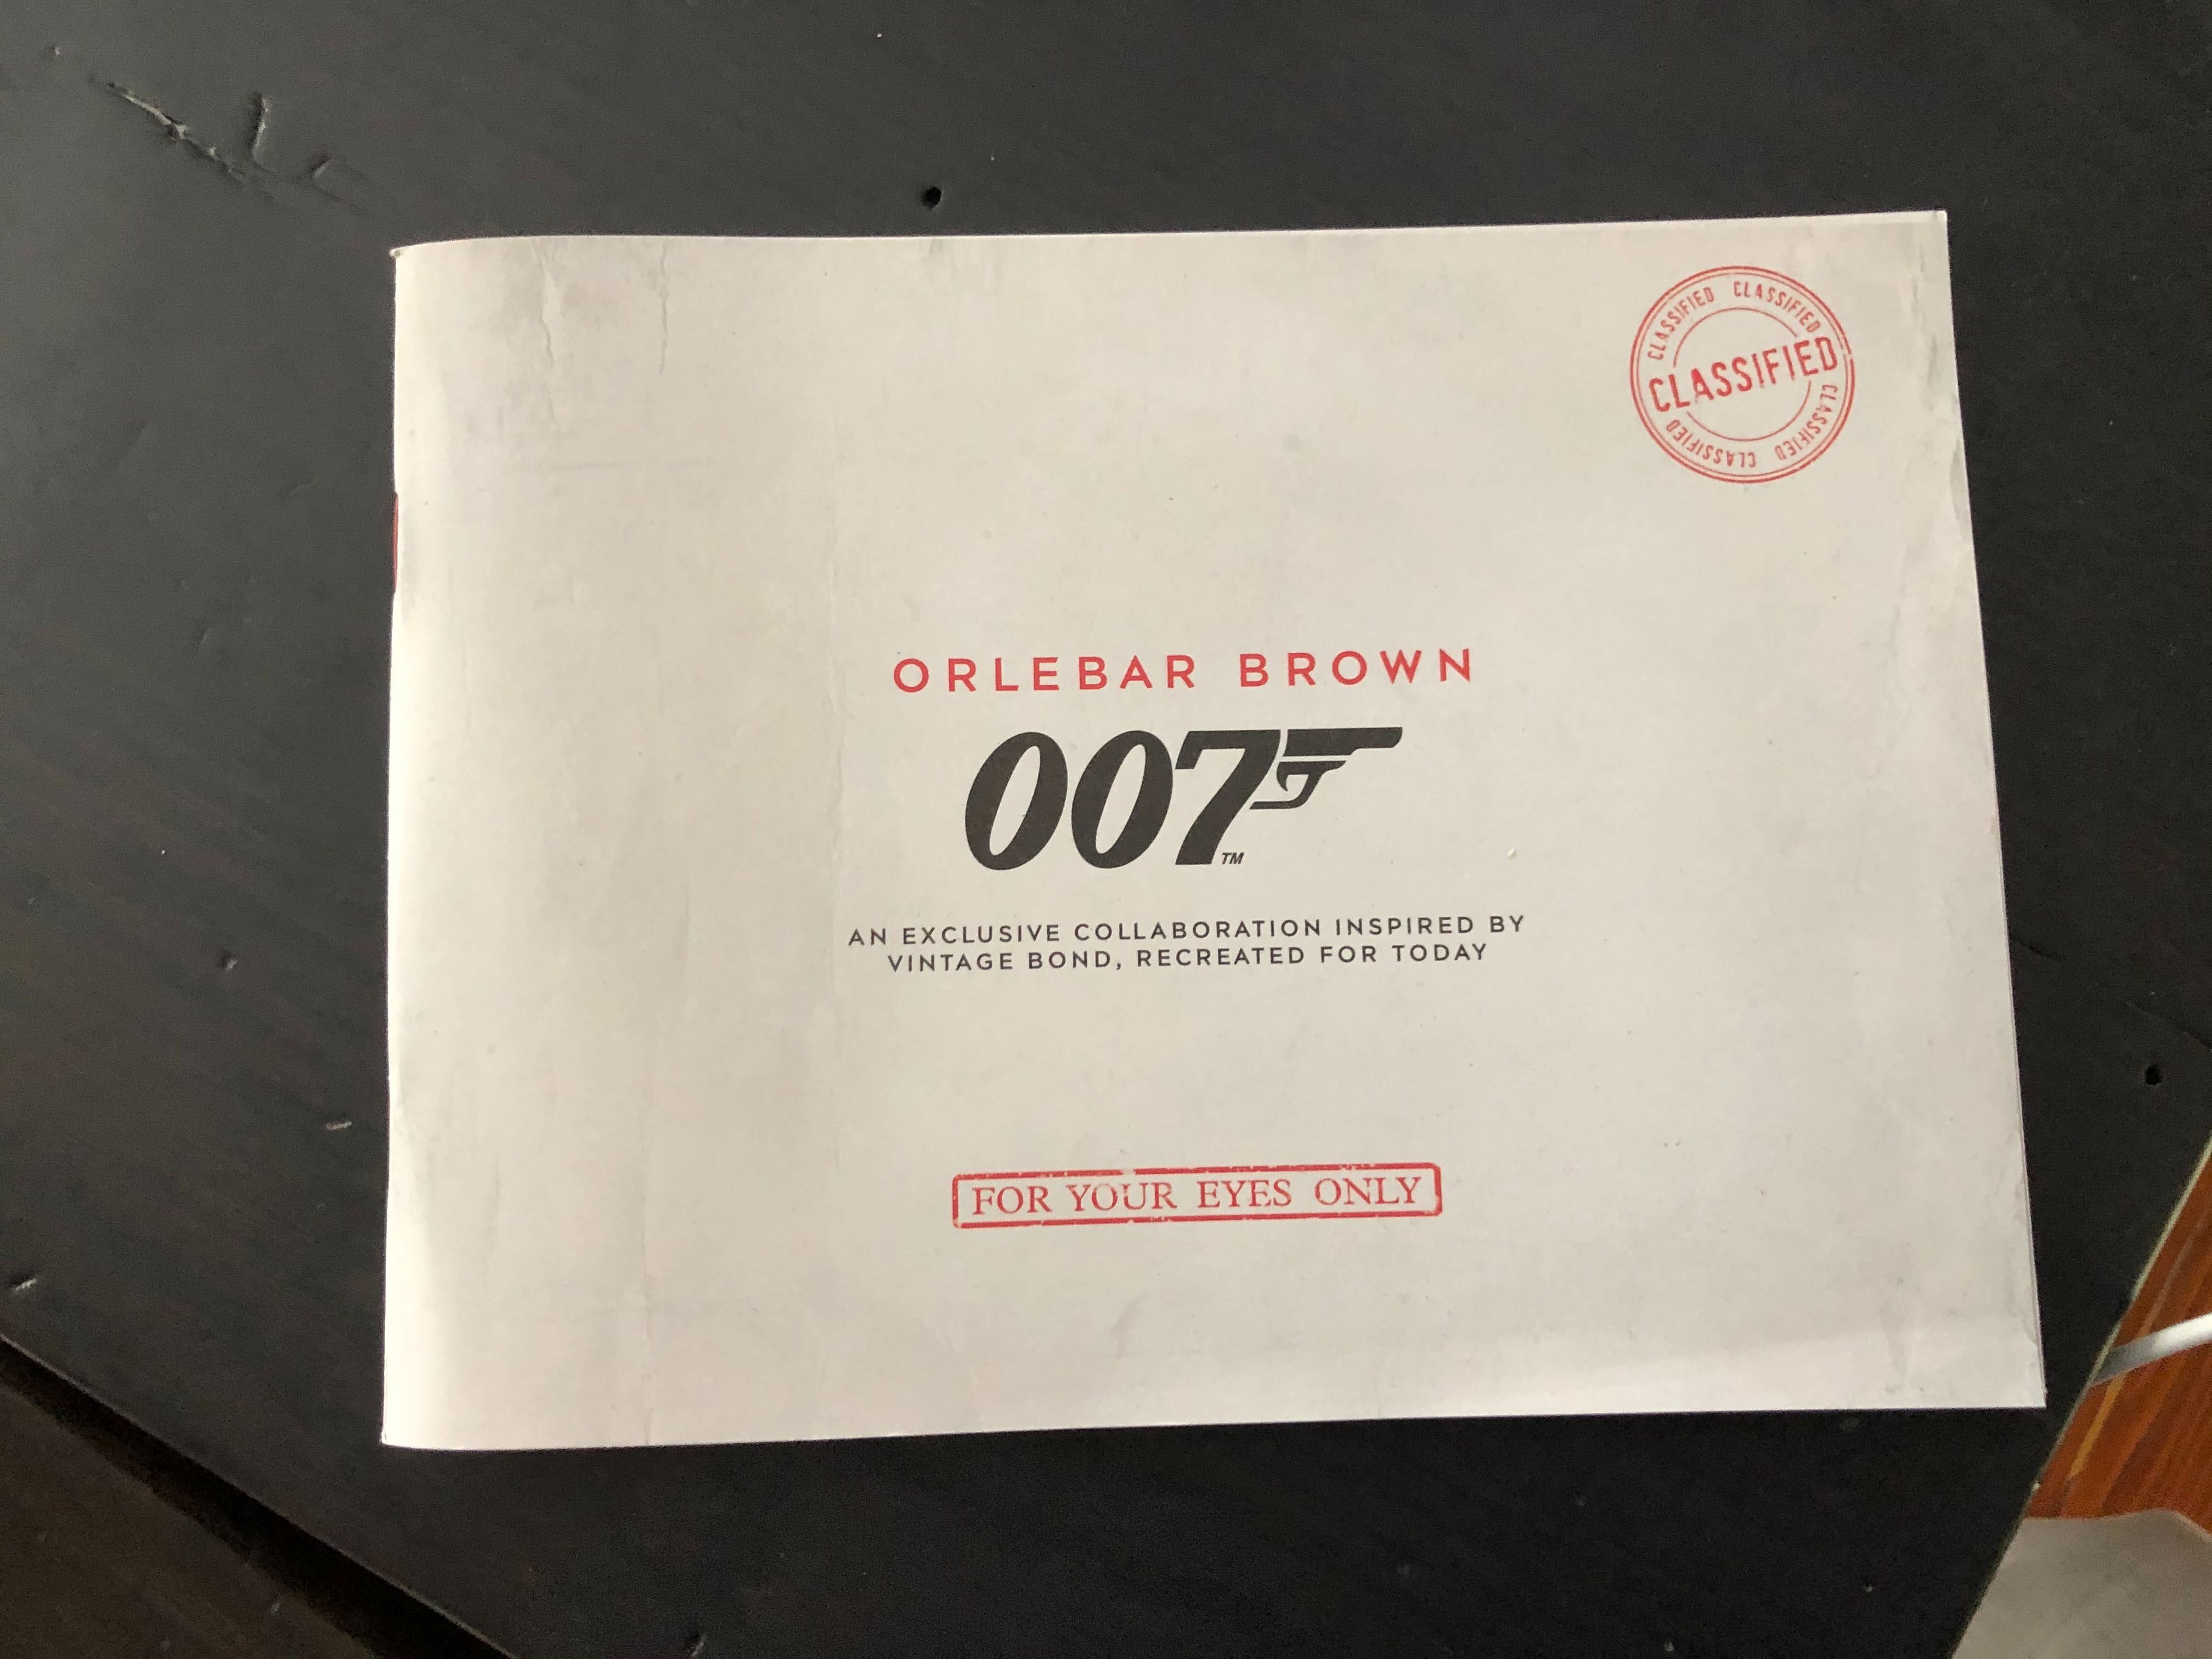 CLASSIFIED CLASSIFIED CLASSIFIED CLASSIFIED
CLASSIFIED
ORLEBAR BROWN
007
TM
AN EXCLUSIVE COLLABORATION INSPIRED BY
VINTAGE BOND, RECREATED FOR TODAY
FOR YOUR EYES ONLY